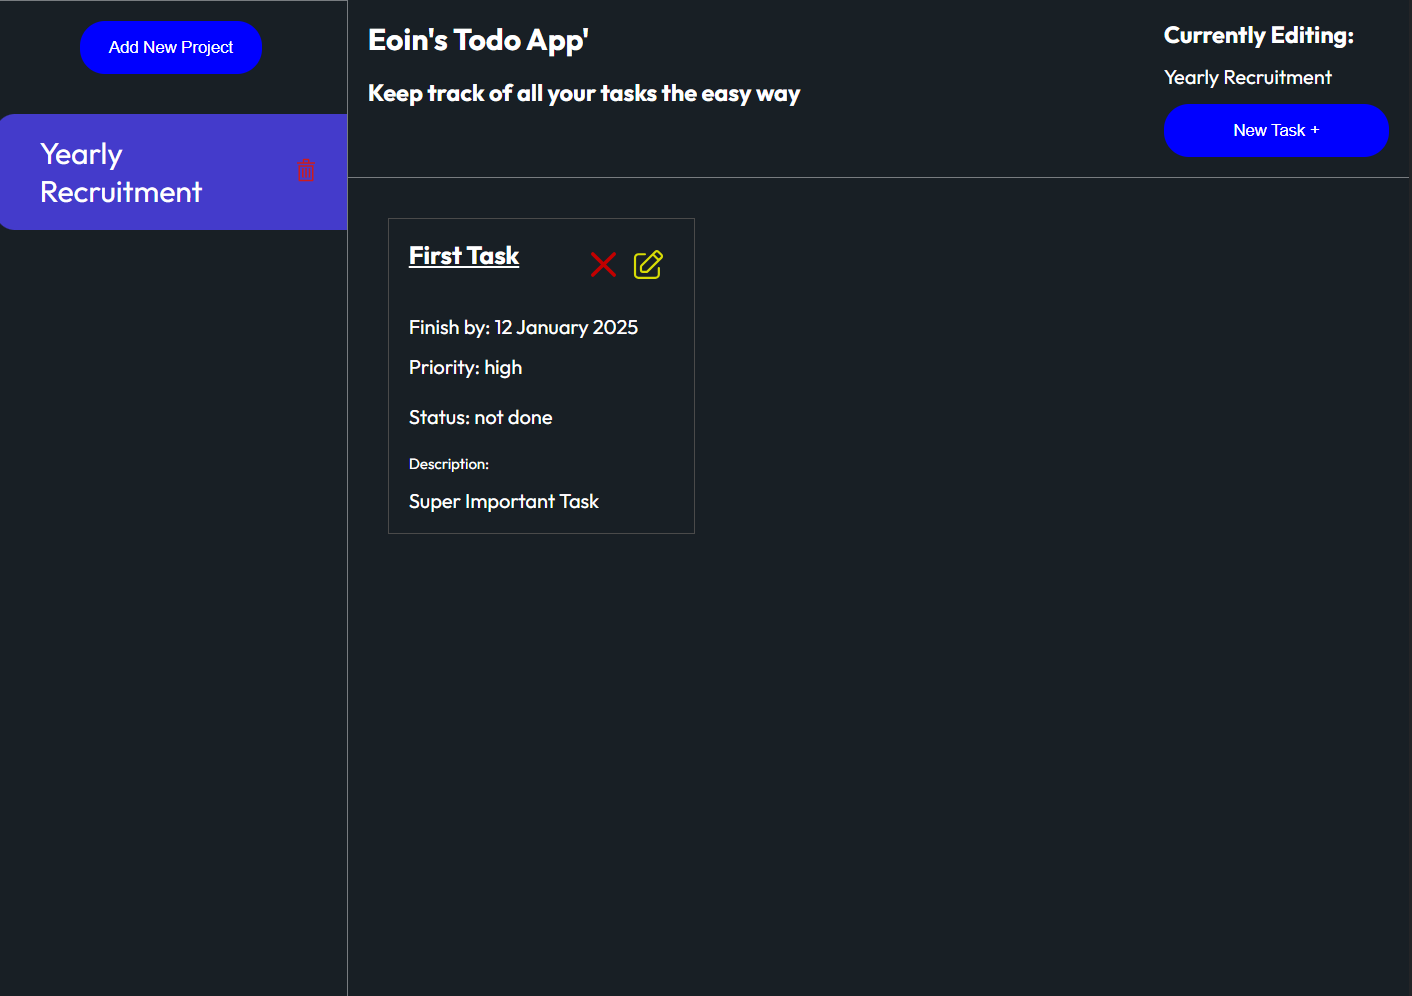 Add New Project
Yearly
Recruitment
Eoin's Todo App'
Keep track of all your tasks the easy way
Currently Editing:
Yearly Recruitment
New Task +
First Task
Finish by: 12 January 2025
Priority: high
Status: not done
Description:
Super Important Task